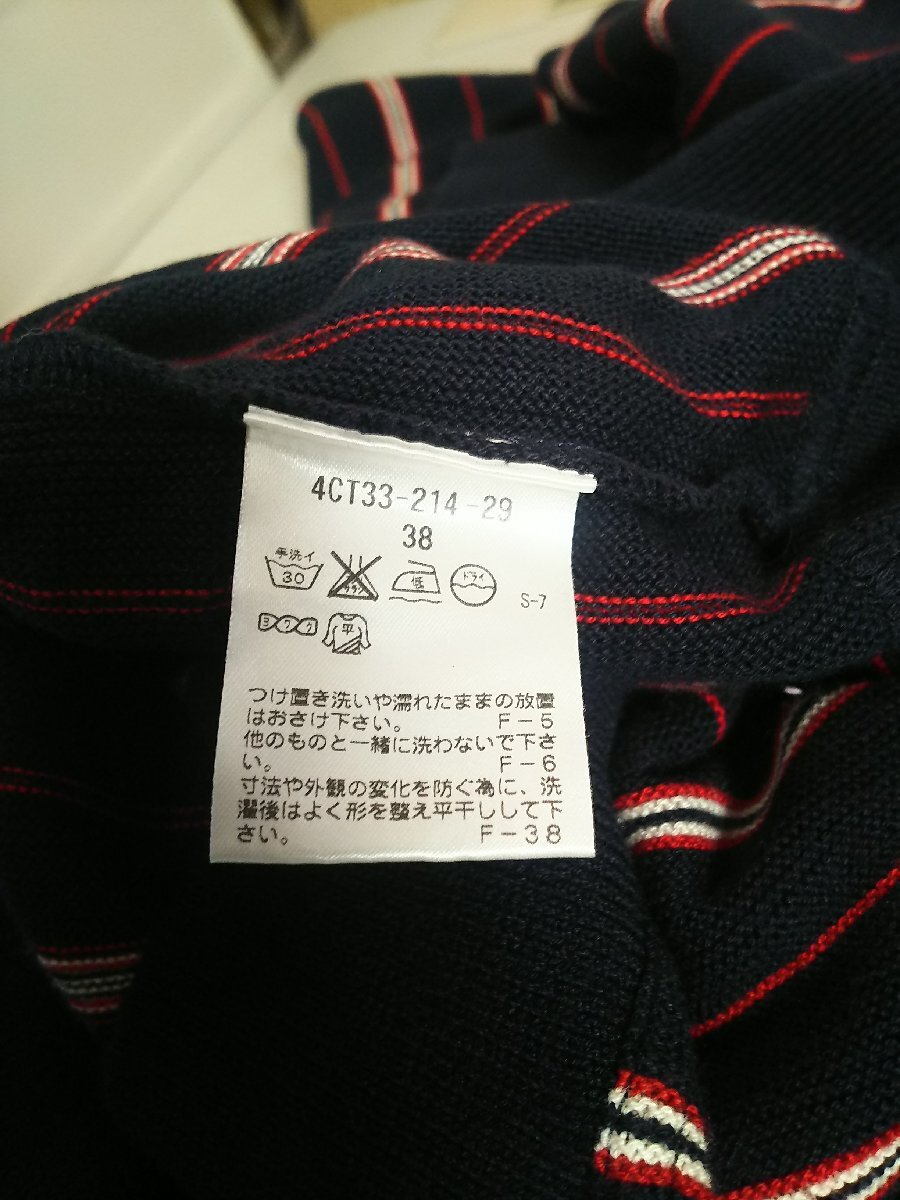 4CT33-214-29
38
手洗イ
30
低
ドライ
S-7
ヨワク
平
つけ置き洗いや濡れたままの放置
はおさけ下さい。 F-5
他のものと一緒に洗わないで下さ
い。 F-6
寸法や外観の変化を防ぐ為に、洗
濯後はよく形を整え平干しして下
さい。 F-38